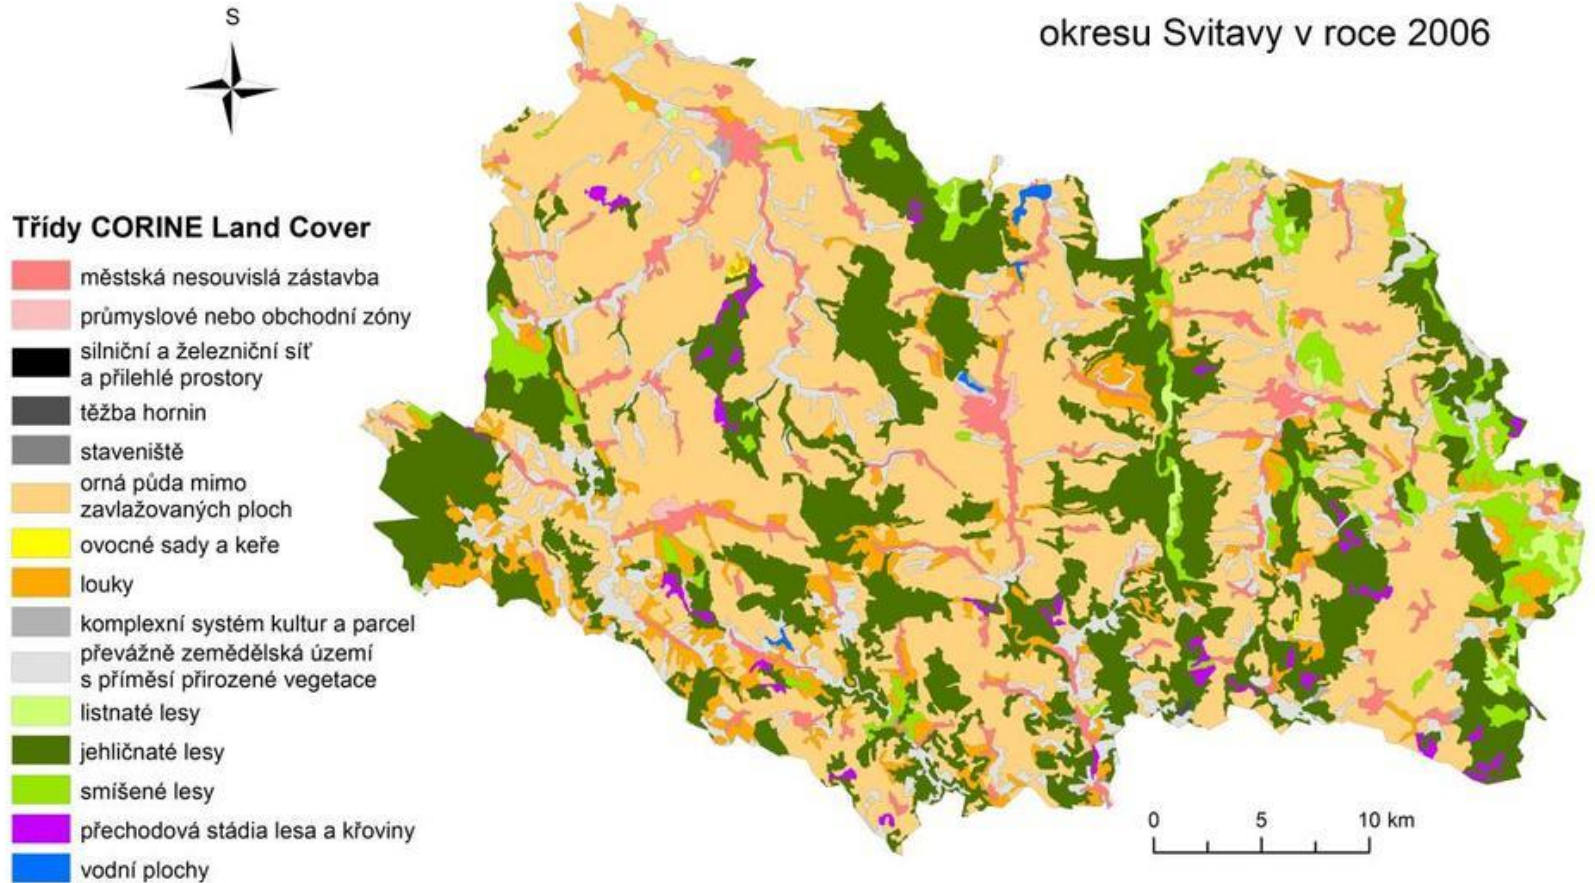 S
okresu Svitavy v roce 2006
Třídy CORINE Land Cover
městská nesouvislá zástavba
průmyslové nebo obchodní zóny
silniční a železniční síť
a přilehlé prostory
těžba hornin
staveniště
orná půda mimo
zavlažovaných ploch
ovocné sady a keře
louky
komplexní systém kultur a parcel
převážně zemědělská území
s příměsí přirozené vegetace
listnaté lesy
jehličnaté lesy
smíšené lesy
přechodová stádia lesa a křoviny
vodní plochy
0 5 10 km